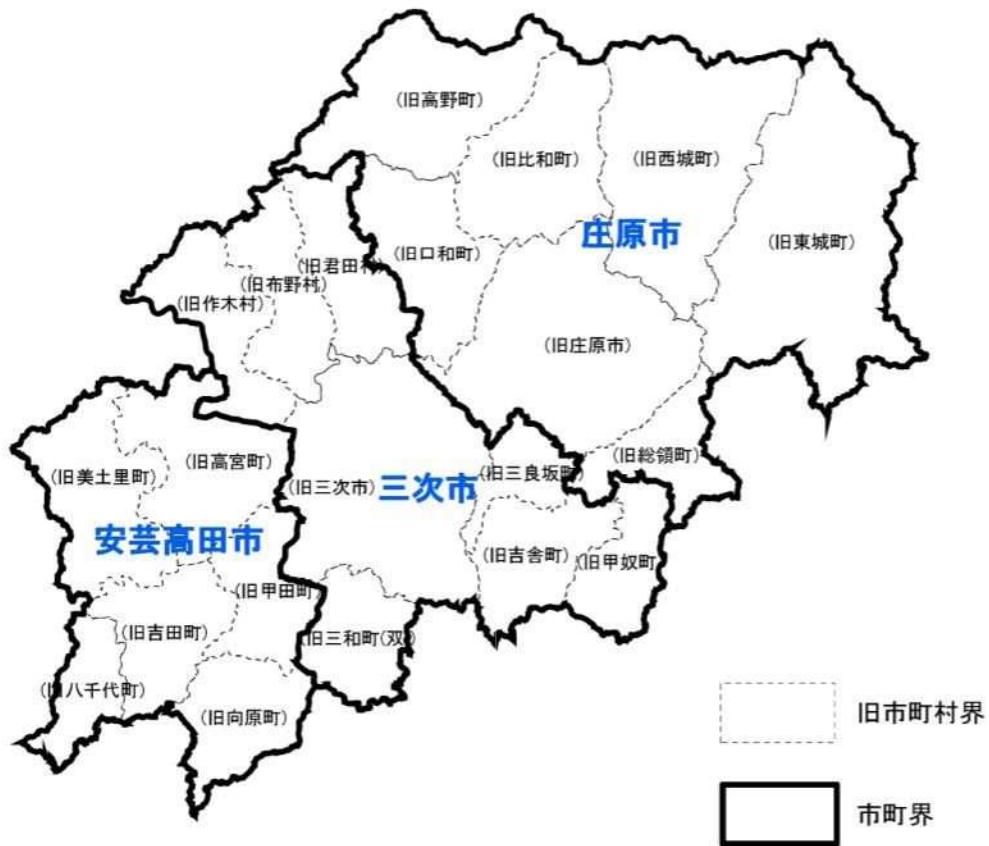 (旧高野町)
(旧比和町)
(旧西城町)
庄原市
(旧東城町)
(旧口和町)
(旧君田村)
(旧布野村)
(旧作木村)
(旧庄原市)
(旧総領町)
(旧三良坂町)
(旧高宮町)
(旧美土里町)
(旧三次市)
三次市
安芸高田市
(旧吉舎町)
(旧甲奴町)
(旧甲田町)
(旧吉田町)
(旧三和町(双)
(旧八千代町)
(旧向原町)
旧市町村界
市町界